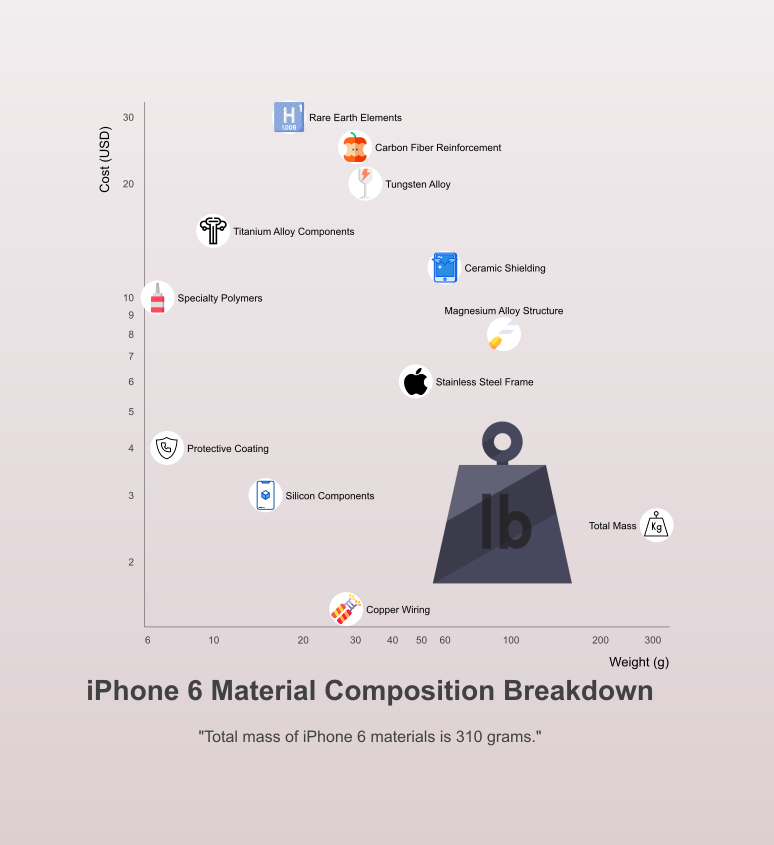 30
H
1
1.008
Rare Earth Elements
Carbon Fiber Reinforcement
Cost (USD)
20
Tungsten Alloy
Titanium Alloy Components
Ceramic Shielding
10
Specialty Polymers
9
Magnesium Alloy Structure
8
7
6
Stainless Steel Frame
5
4
Protective Coating
3
Silicon Components
lb
Total Mass
Kg
2
Copper Wiring
6 10 20 30 40 50 60 100 200 300
Weight (g)
iPhone 6 Material Composition Breakdown
"Total mass of iPhone 6 materials is 310 grams."